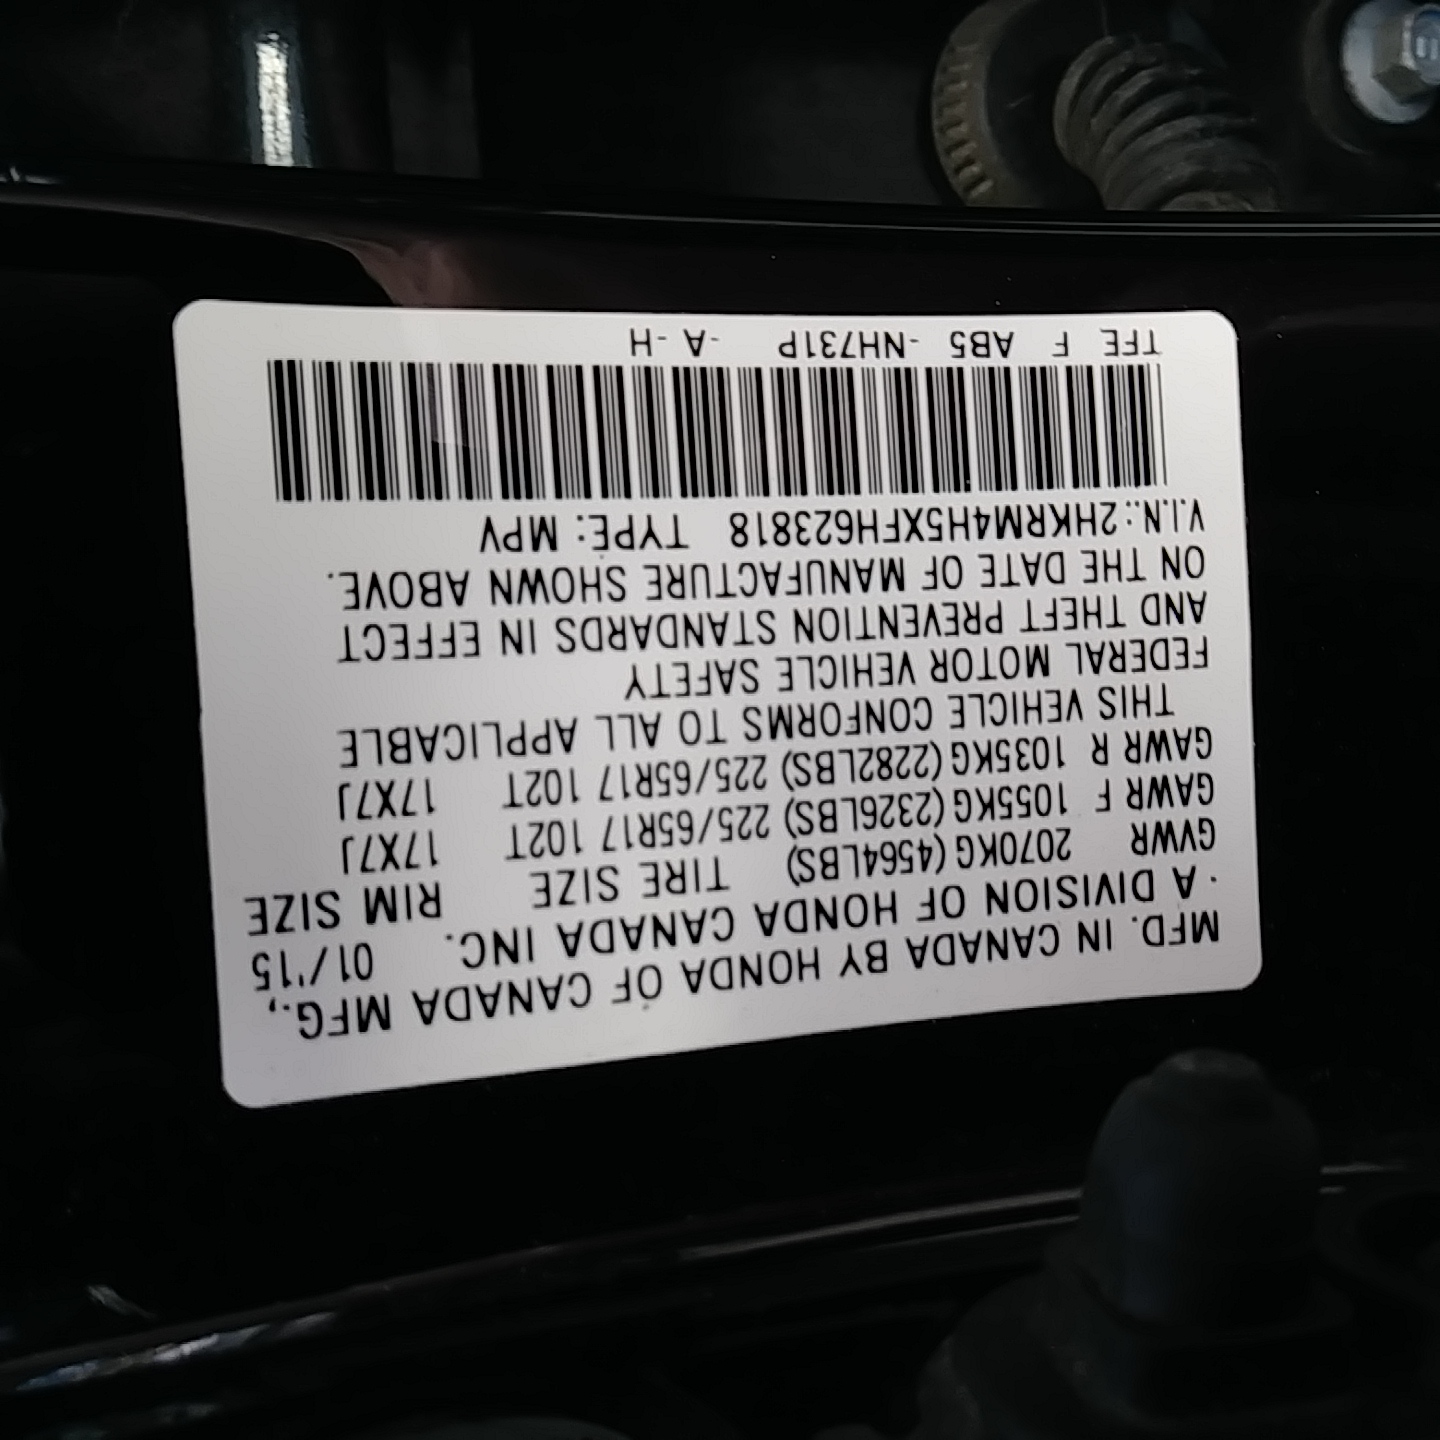 MFD. IN CANADA BY HONDA OF CANADA MFG.,
A DIVISION OF HONDA CANADA INC. 01/'15
GVWR 2070KG (4564LBS) TIRE SIZE RIM SIZE
GAWR F 1055KG (2326LBS) 225/65R17 102T 17X7J
GAWR R 1035KG (2282LBS) 225/65R17 102T 17X7J
THIS VEHICLE CONFORMS TO ALL APPLICABLE
FEDERAL MOTOR VEHICLE SAFETY
AND THEFT PREVENTION STANDARDS IN EFFECT
ON THE DATE OF MANUFACTURE SHOWN ABOVE.
V.I.N.: 2HKRM4H5XFH623818 TYPE: MPV
TFE F AB5 -NH731P -A -H